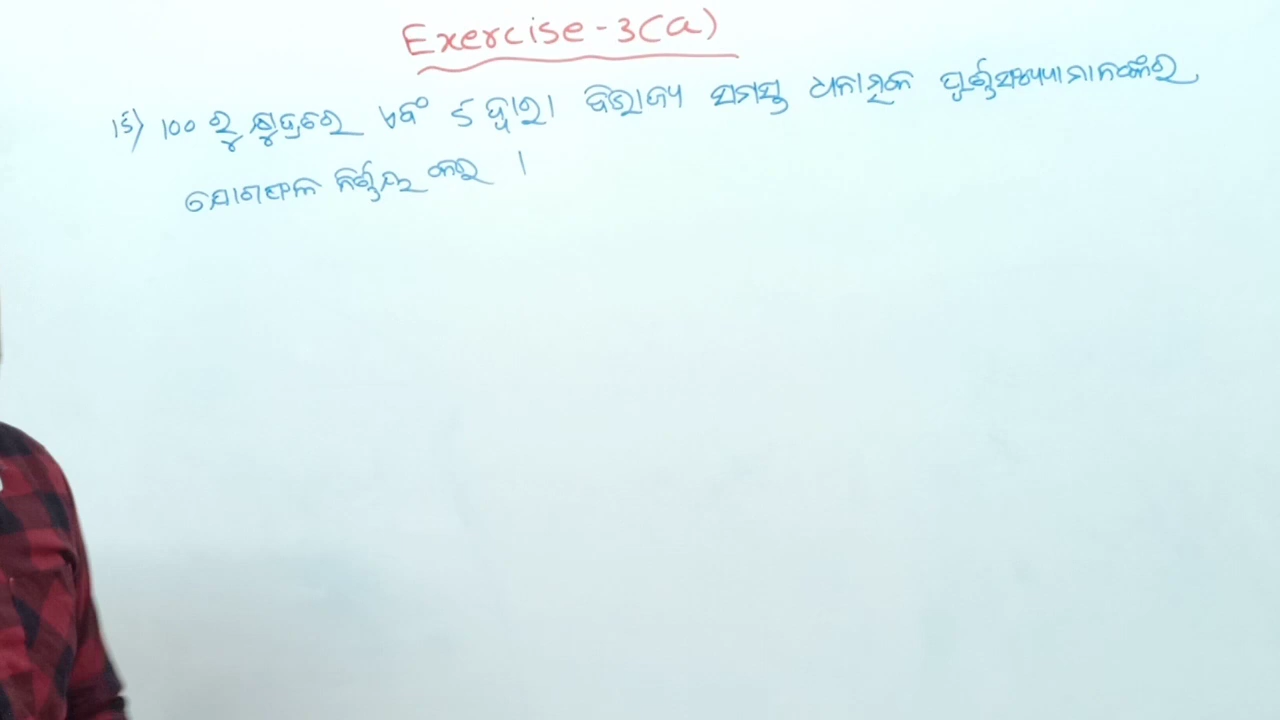 Exercise-3(a)
15) 100 ରୁ କ୍ଷୁଦ୍ରତର ଏବଂ 5 ଦ୍ୱାରା ବିଭାଜ୍ୟ ସମସ୍ତ ଧନାତ୍ମକ ପୂର୍ଣ୍ଣସଂଖ୍ୟାମାନଙ୍କର
ଯୋଗଫଳ ନିର୍ଣ୍ଣୟ କର ।